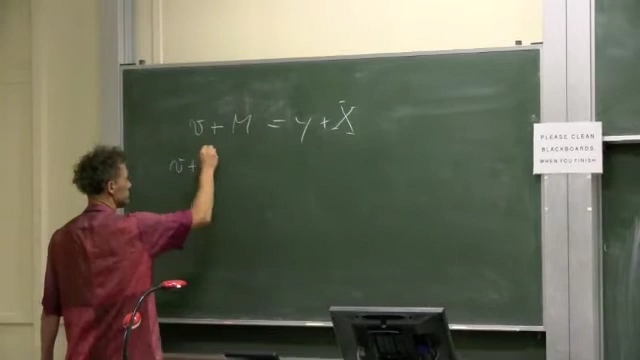 v + M = y + X
v +
PLEASE CLEAN
BLACKBOARDS
WHEN YOU FINISH